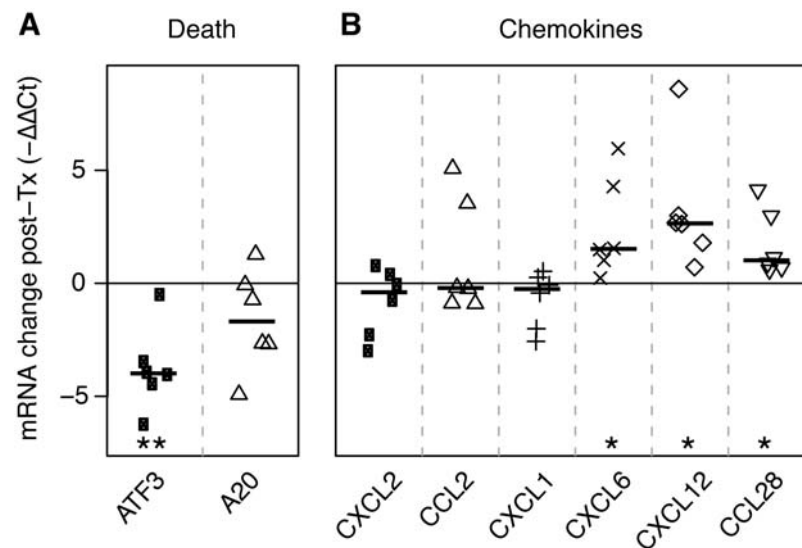 A Death B Chemokines
mRNA change post-Tx (-ΔΔCt)
5
0
-5
** * * *
ATF3 A20 CXCL2 CCL2 CXCL1 CXCL6 CXCL12 CCL28